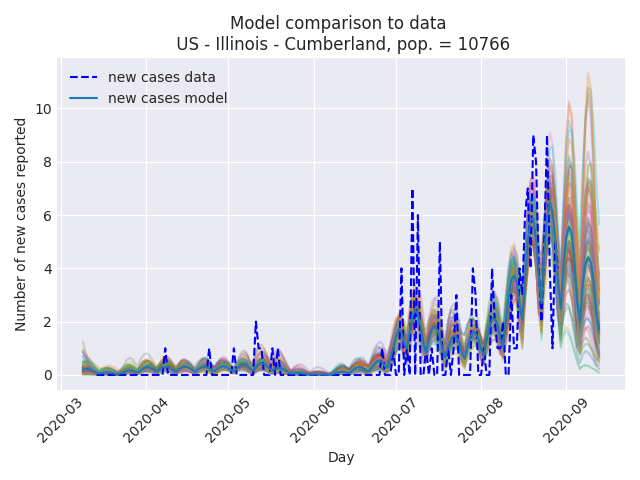 Model comparison to data
US - Illinois - Cumberland, pop. = 10766
new cases data
new cases model
Number of new cases reported
10
8
6
4
2
0
2020-03
2020-04
2020-05
2020-06
2020-07
2020-08
2020-09
Day